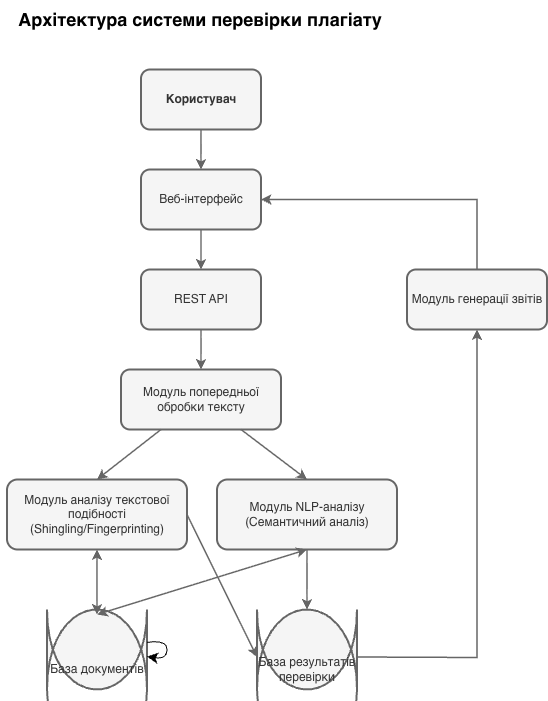 Архітектура системи перевірки плагіату
Користувач
Веб-інтерфейс
REST API
Модуль генерації звітів
Модуль попередньої
обробки тексту
Модуль аналізу текстової
подібності
(Shingling/Fingerprinting)
Модуль NLP-аналізу
(Семантичний аналіз)
База документів
База результатів
перевірки